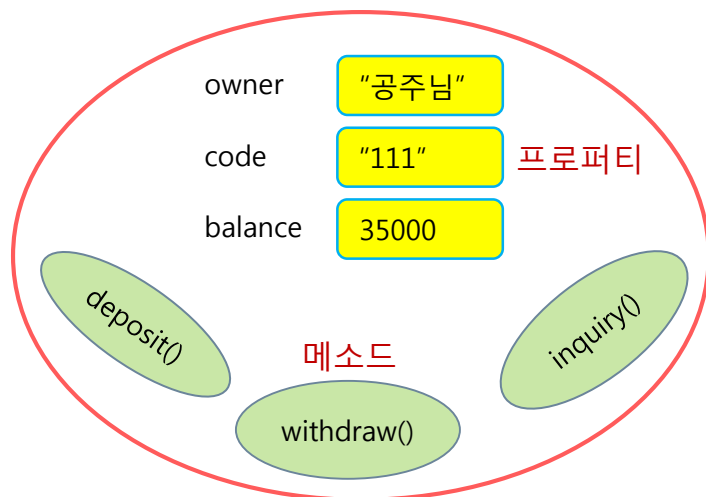 owner "공주님"
code "111" 프로퍼티
balance 35000
deposit()
메소드
inquiry()
withdraw()